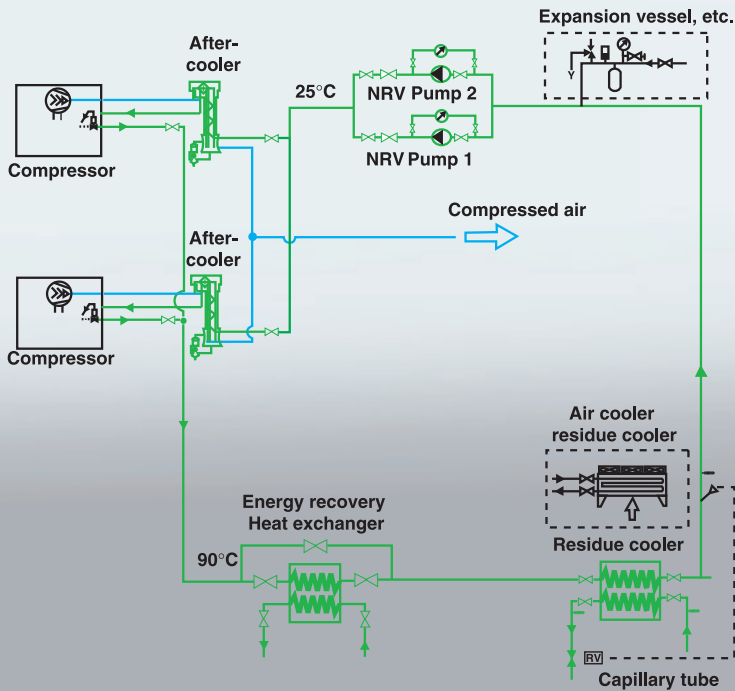 Expansion vessel, etc.
After-
cooler
25°C
NRV Pump 2
Y
NRV Pump 1
Compressor
Compressed air
After-
cooler
Compressor
Air cooler
residue cooler
Energy recovery
Heat exchanger
Residue cooler
90°C
RV
Capillary tube